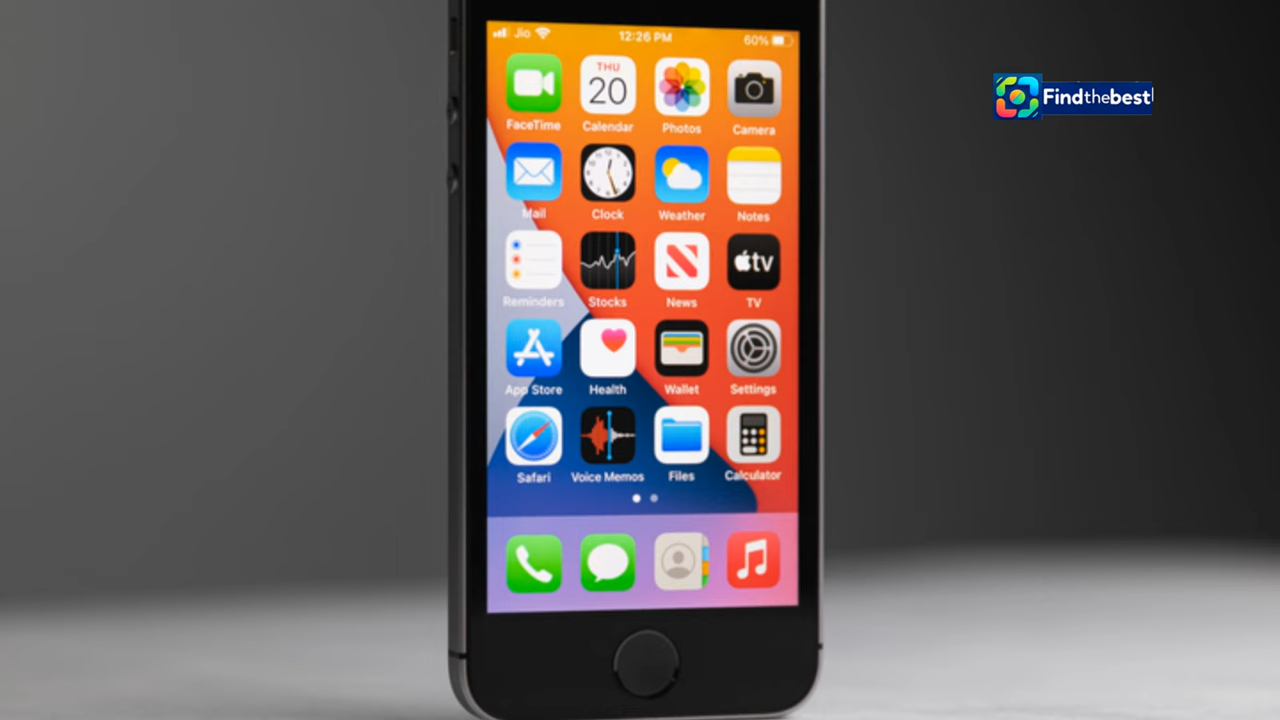 Jio 12:26 PM 60%
THU
20
FaceTime Calendar Photos Camera
Mail Clock Weather Notes
tv
Reminders Stocks News TV
App Store Health Wallet Settings
Safari Voice Memos Files Calculator
Findthebest